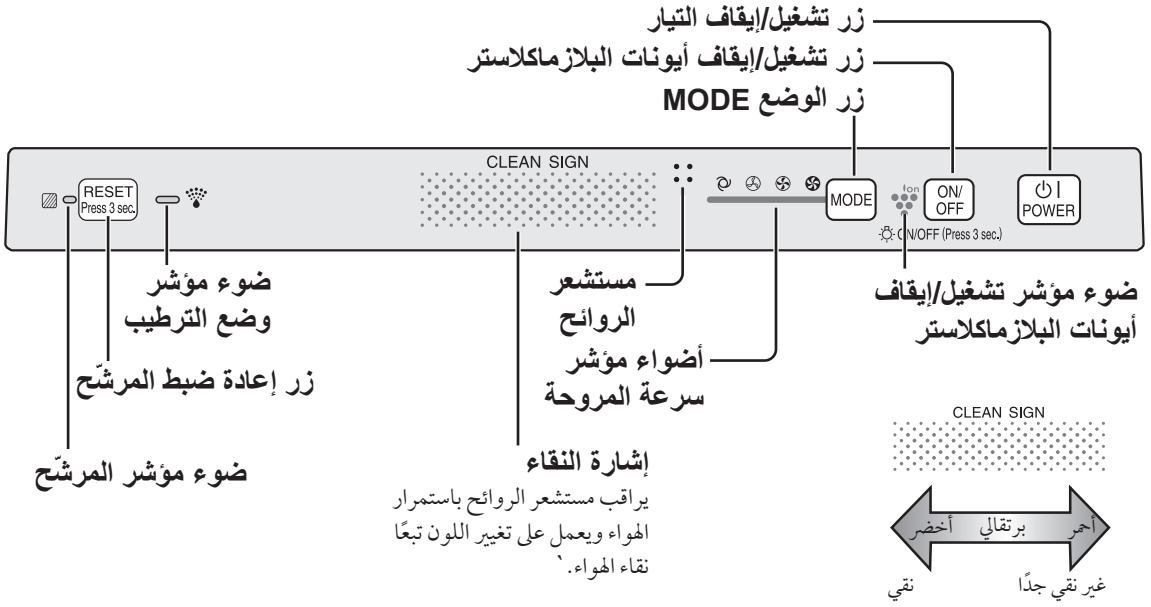 زر تشغيل/إيقاف التيار
زر تشغيل/إيقاف أيونات البلازماكلاستر
زر الوضع MODE
CLEAN SIGN
RESET
Press 3 sec.
MODE
ion
ON/
OFF
POWER
ON/OFF (Press 3 sec.)
ضوء مؤشر تشغيل/إيقاف
أيونات البلازماكلاستر
مستشعر
الروائح
أضواء مؤشر
سرعة المروحة
ضوء مؤشر
وضع الترطيب
زر إعادة ضبط المرشّح
ضوء مؤشر المرشّح
إشارة النقاء
يراقب مستشعر الروائح باستمرار
الهواء ويعمل على تغيير اللون تبعًا
نقاء الهواء. `
CLEAN SIGN
أحمر برتقالي أخضر
غير نقي جدًا نقي